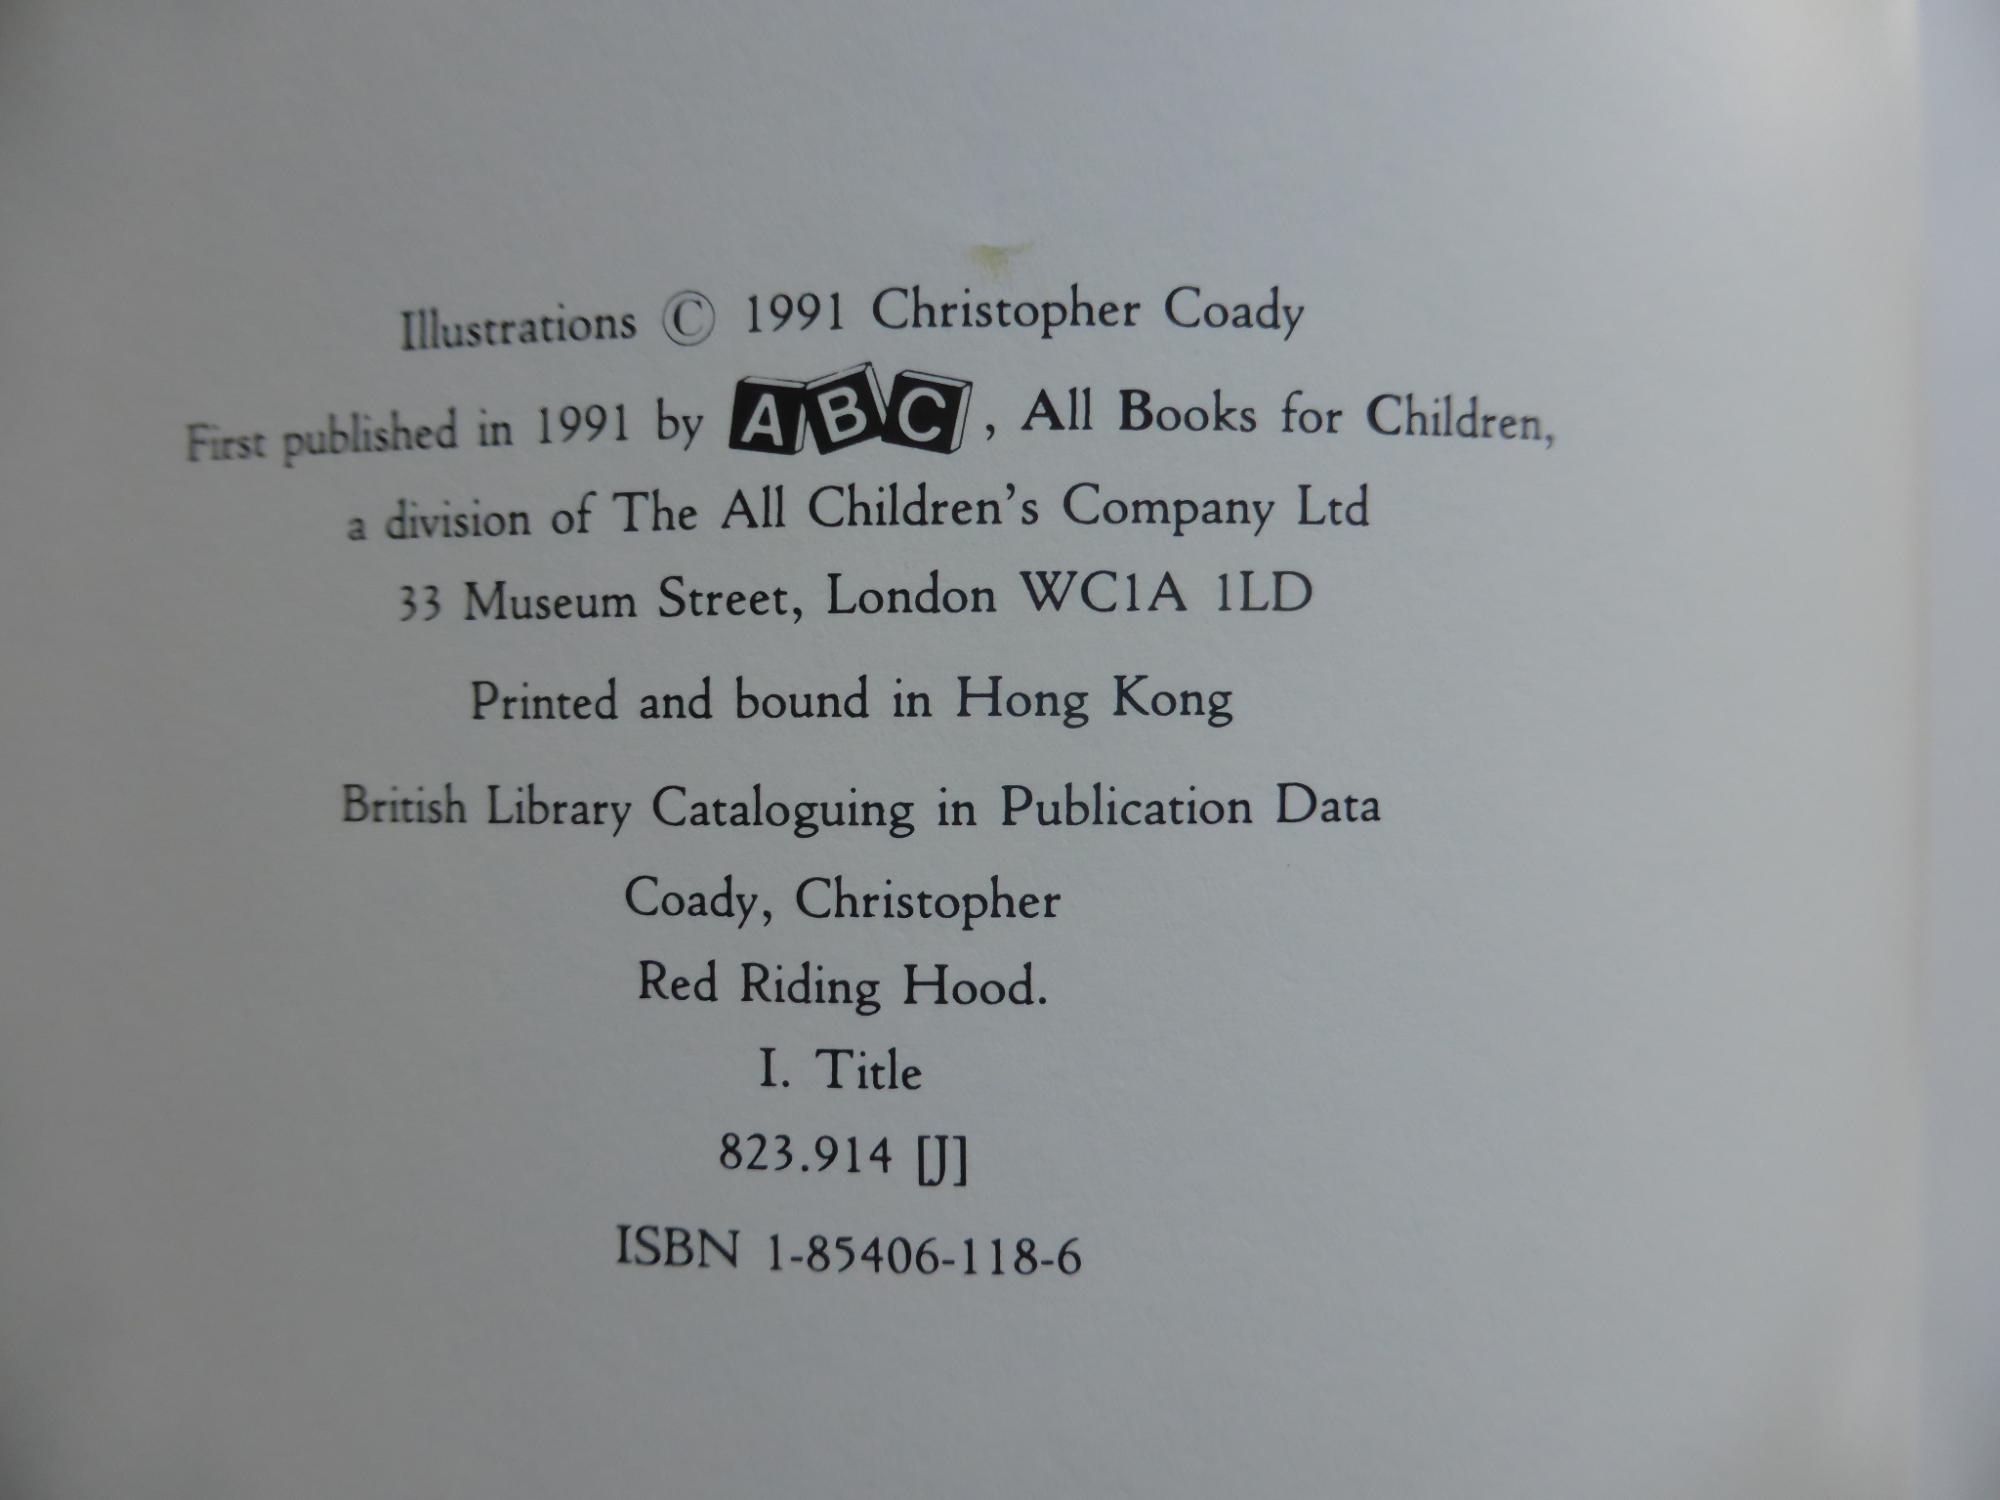 Illustrations © 1991 Christopher Coady
First published in 1991 by ABC, All Books for Children,
a division of The All Children's Company Ltd
33 Museum Street, London WC1A 1LD
Printed and bound in Hong Kong
British Library Cataloguing in Publication Data
Coady, Christopher
Red Riding Hood.
I. Title
823.914 [J]
ISBN 1-85406-118-6